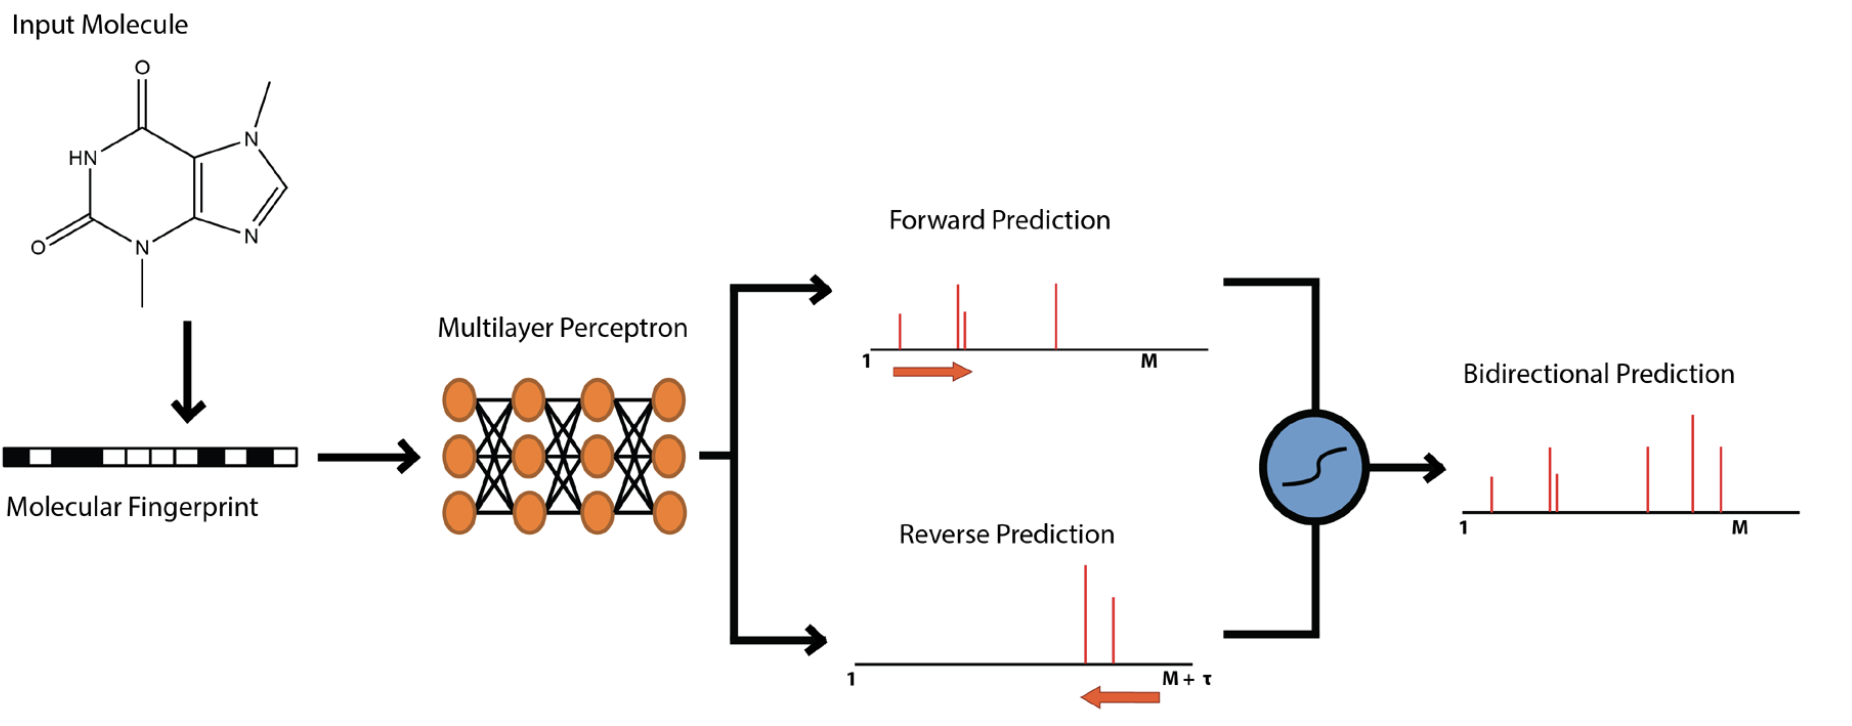 Input Molecule
O
N
HN
N
O
N
Molecular Fingerprint
Multilayer Perceptron
Forward Prediction
1 M
Reverse Prediction
1 M + τ
Bidirectional Prediction
1 M